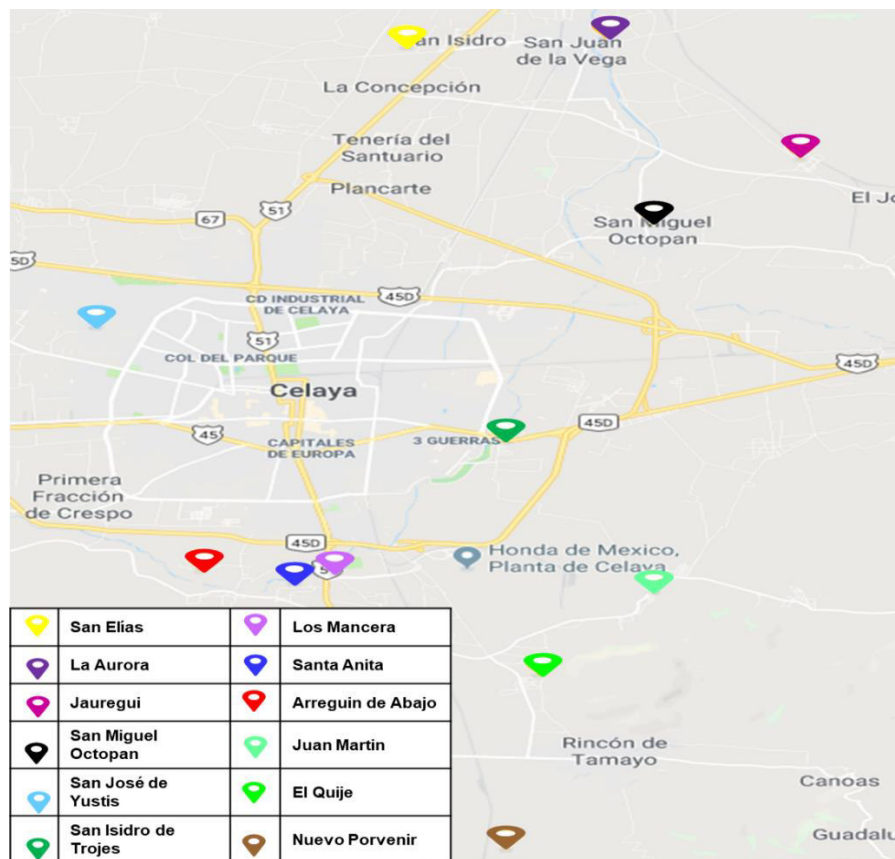 an Isidro
San Juan
de la Vega
La Concepción
Tenería del
Santuario
Plancarte
51
67
San Miguel
Octopan
El Jo
5D
CD INDUSTRIAL
DE CELAYA
45D
51
COL DEL PARQUE
45D
Celaya
45
CAPITALES
DE EUROPA
3 GUERRAS
45D
Primera
Fracción
de Crespo
45D
Honda de Mexico,
Planta de Celaya
San Elías
Los Mancera
La Aurora
Santa Anita
Jauregui
Arreguin de Abajo
San Miguel
Octopan
Juan Martin
San José de
Yustis
El Quije
San Isidro de
Trojes
Nuevo Porvenir
Rincón de
Tamayo
Canoas
Guadalu